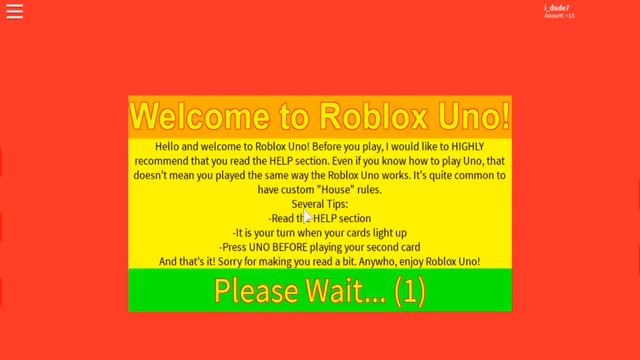 i_dude7
Account: <13
Welcome to Roblox Uno!
Hello and welcome to Roblox Uno! Before you play, I would like to HIGHLY
recommend that you read the HELP section. Even if you know how to play Uno, that
doesn't mean you played the same way the Roblox Uno works. It's quite common to
have custom "House" rules.
Several Tips:
-Read the HELP section
-It is your turn when your cards light up
-Press UNO BEFORE playing your second card
And that's it! Sorry for making you read a bit. Anywho, enjoy Roblox Uno!
Please Wait... (1)